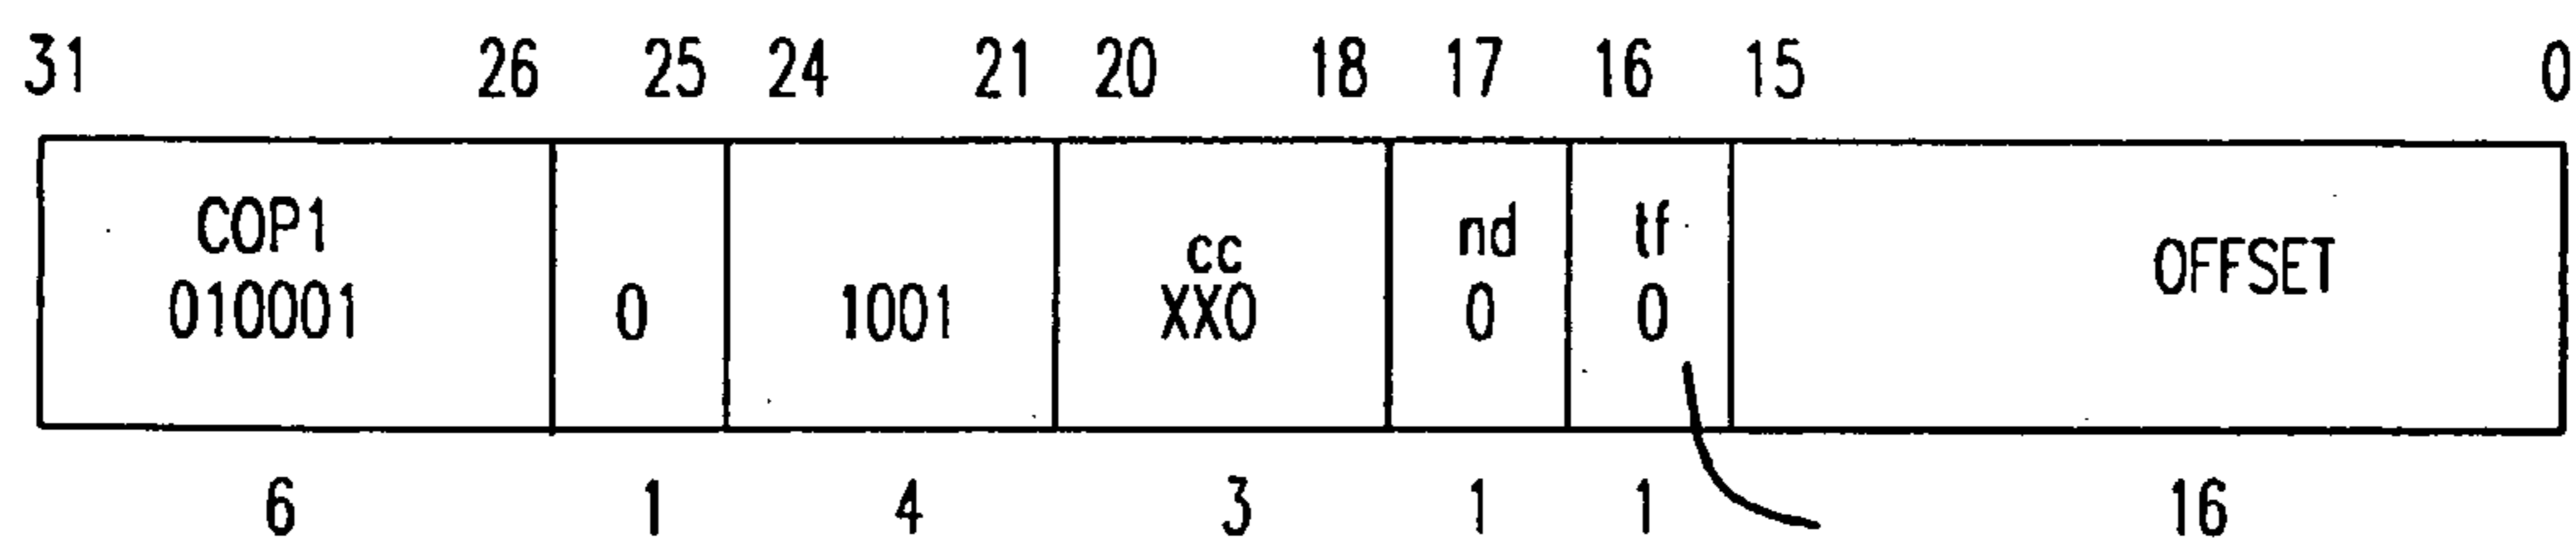 31 26 25 24 21 20 18 17 16 15 0
COP1 nd tf
cc OFFSET
010001 0 1001 XX0 0 0
6 1 4 3 1 1 16